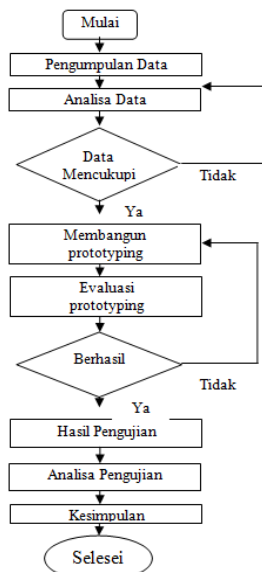 Mulai
Pengumpulan Data
Analisa Data
Data
Mencukupi
Tidak
Ya
Membangun
prototyping
Evaluasi
prototyping
Berhasil
Tidak
Ya
Hasil Pengujian
Analisa Pengujian
Kesimpulan
Selesei